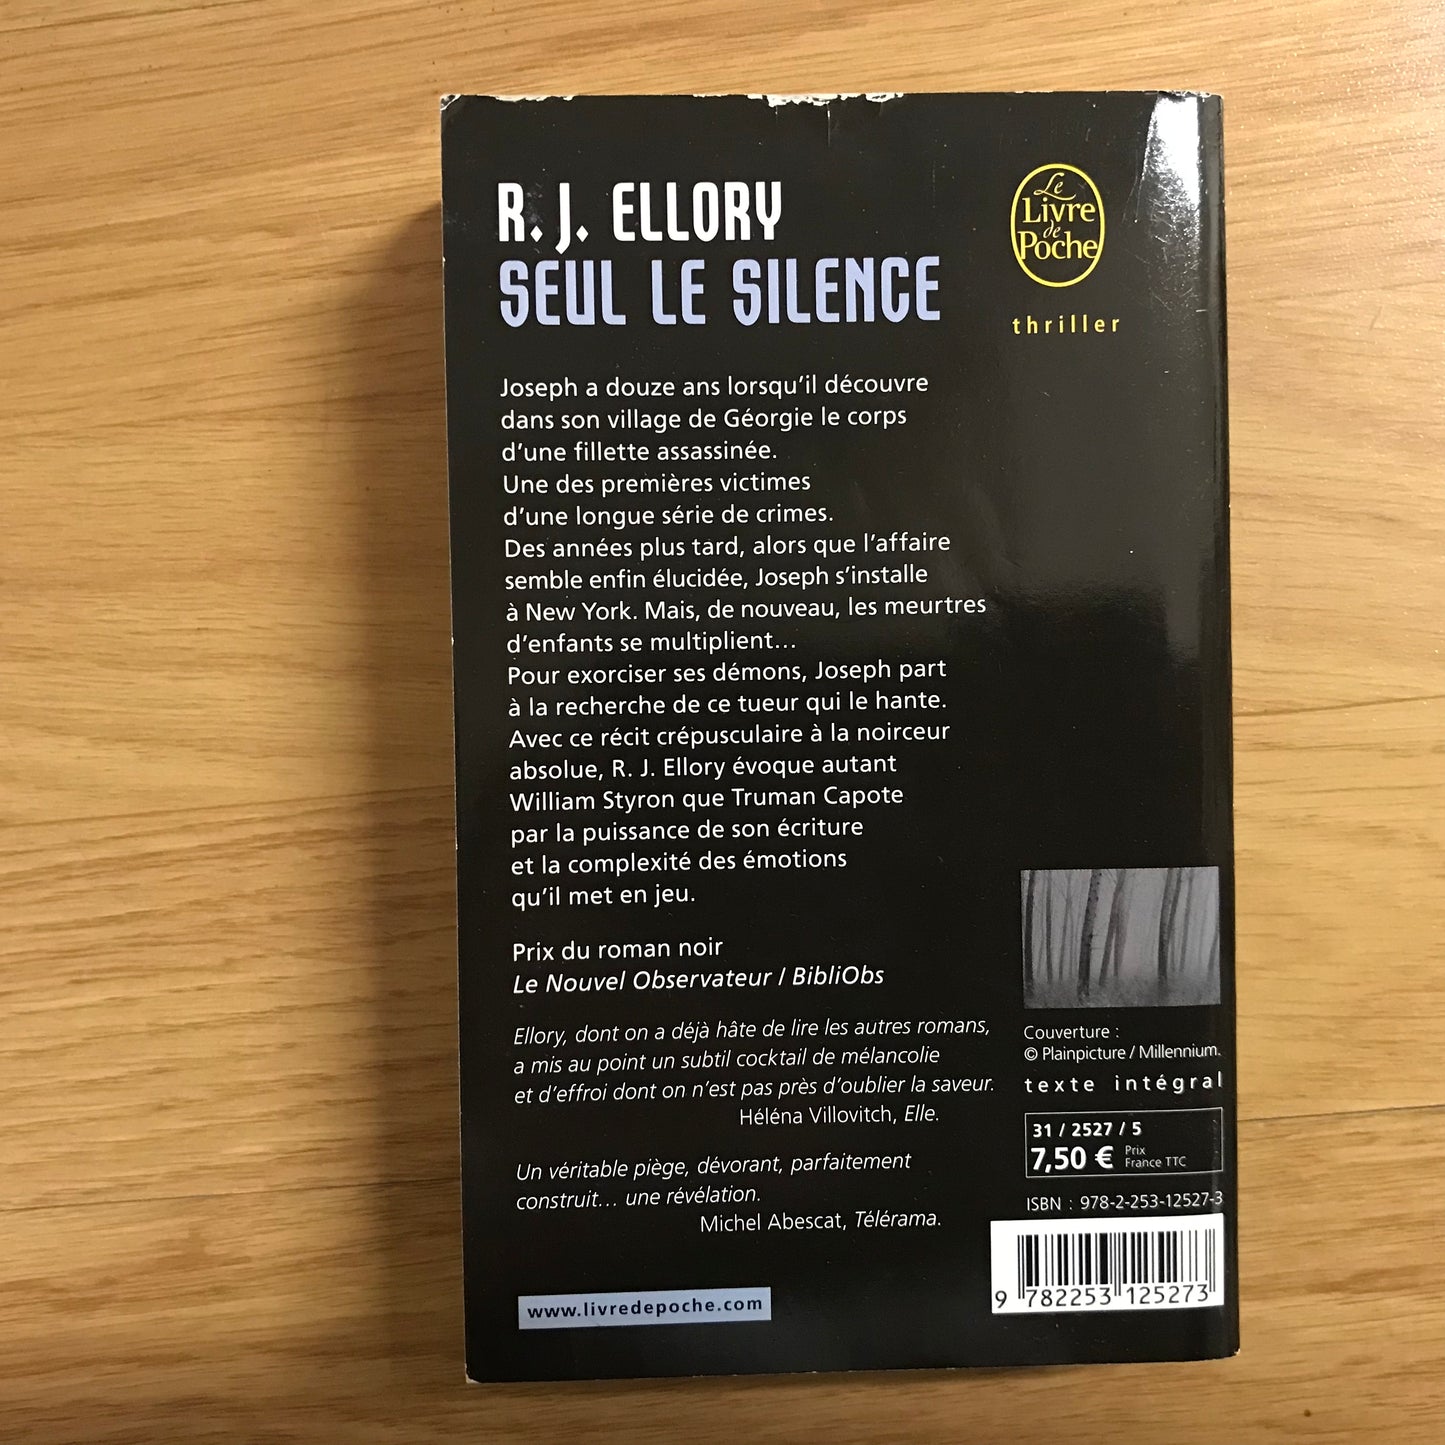 R. J. ELLORY
SEUL LE SILENCE
Le
Livre
de
Poche
thriller
Joseph a douze ans lorsqu'il découvre
dans son village de Géorgie le corps
d'une fillette assassinée.
Une des premières victimes
d'une longue série de crimes.
Des années plus tard, alors que l'affaire
semble enfin élucidée, Joseph s'installe
à New York. Mais, de nouveau, les meurtres
d'enfants se multiplient…
Pour exorciser ses démons, Joseph part
à la recherche de ce tueur qui le hante.
Avec ce récit crépusculaire à la noirceur
absolue, R. J. Ellory évoque autant
William Styron que Truman Capote
par la puissance de son écriture
et la complexité des émotions
qu'il met en jeu.
Prix du roman noir
Le Nouvel Observateur / BibliObs
Ellory, dont on a déjà hâte de lire les autres romans,
a mis au point un subtil cocktail de mélancolie
et d'effroi dont on n'est pas près d'oublier la saveur.
Héléna Villovitch, Elle.
Un véritable piège, dévorant, parfaitement
construit… une révélation.
Michel Abescat, Télérama.
www.livredepoche.com
Couverture :
© Plainpicture / Millennium.
texte intégral
31 / 2527 / 5
7,50 € Prix
France TTC
ISBN : 978-2-253-12527-3
9 782253 125273